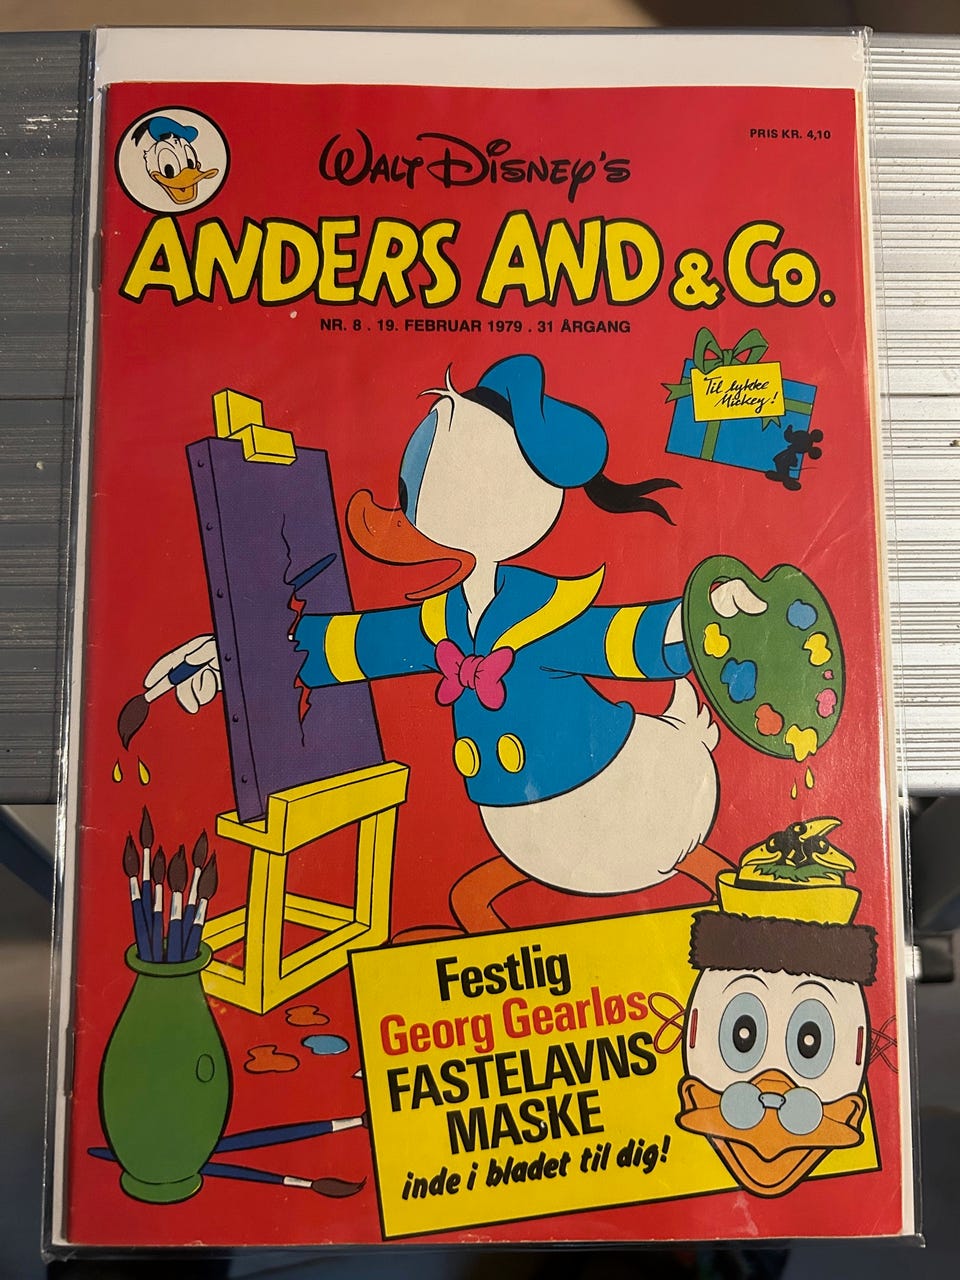 WALT DISNEY'S
PRIS KR. 4,10
ANDERS AND & CO.
NR. 8 . 19. FEBRUAR 1979 . 31 ÅRGANG
Til lykke
Mickey!
Festlig
Georg Gearløs
FASTELAVNS
MASKE
inde i bladet til dig!